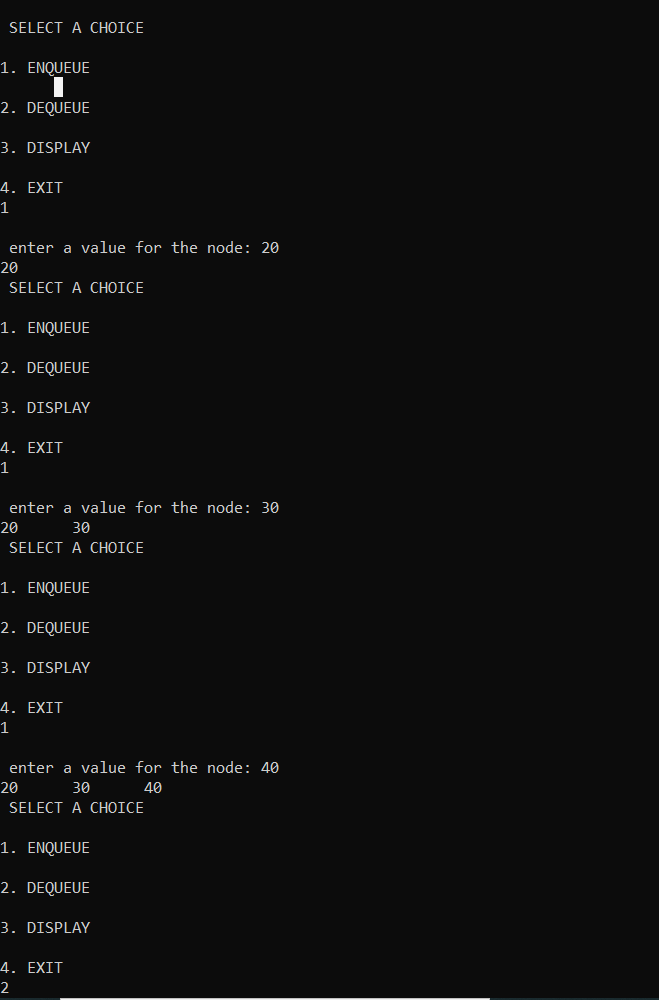 SELECT A CHOICE
1. ENQUEUE
2. DEQUEUE
3. DISPLAY
4. EXIT
1
enter a value for the node: 20
20
SELECT A CHOICE
1. ENQUEUE
2. DEQUEUE
3. DISPLAY
4. EXIT
1
enter a value for the node: 30
20 30
SELECT A CHOICE
1. ENQUEUE
2. DEQUEUE
3. DISPLAY
4. EXIT
1
enter a value for the node: 40
20 30 40
SELECT A CHOICE
1. ENQUEUE
2. DEQUEUE
3. DISPLAY
4. EXIT
2